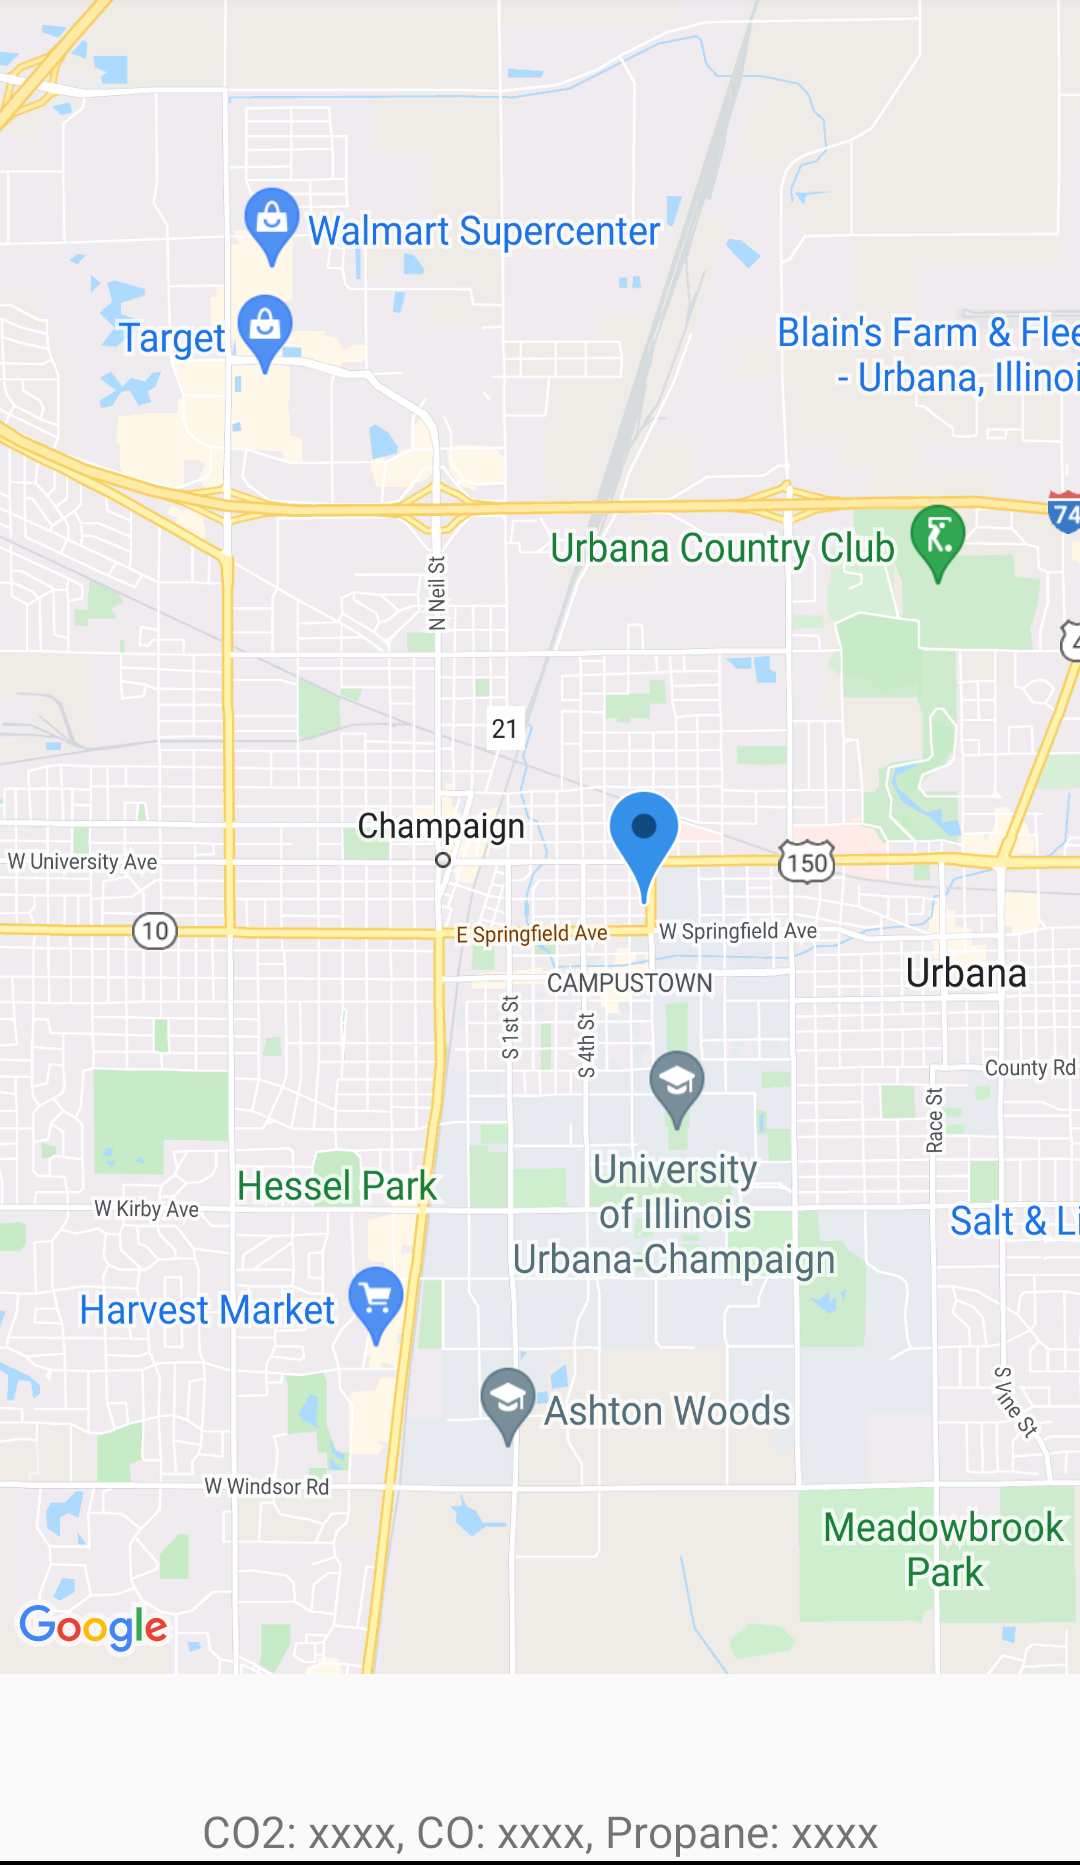 Walmart Supercenter
Target
Blain's Farm & Flee
- Urbana, Illinoi
74
Urbana Country Club
N Neil St
4
21
Champaign
W University Ave
150
10
E Springfield Ave
W Springfield Ave
Urbana
CAMPUSTOWN
S 1st St
S 4th St
County Rd
Race St
University
of Illinois
Urbana-Champaign
Hessel Park
W Kirby Ave
Salt & Li
Harvest Market
S Vine St
Ashton Woods
W Windsor Rd
Meadowbrook
Park
Google
CO2: xxxx, CO: xxxx, Propane: xxxx